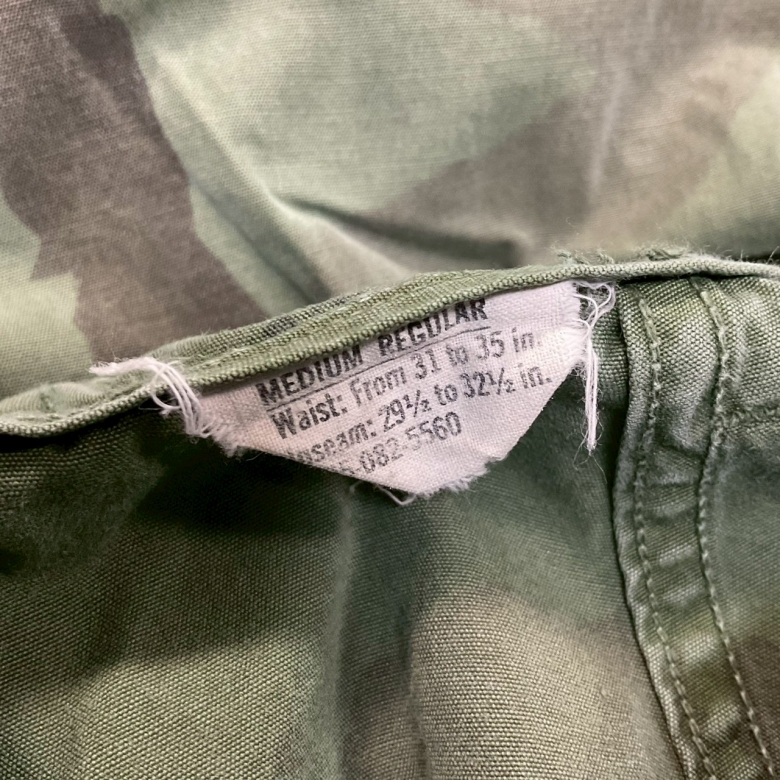 MEDIUM REGULAR
Waist: From 31 to 35 in.
Inseam: 29½ to 32½ in.
-082-5560